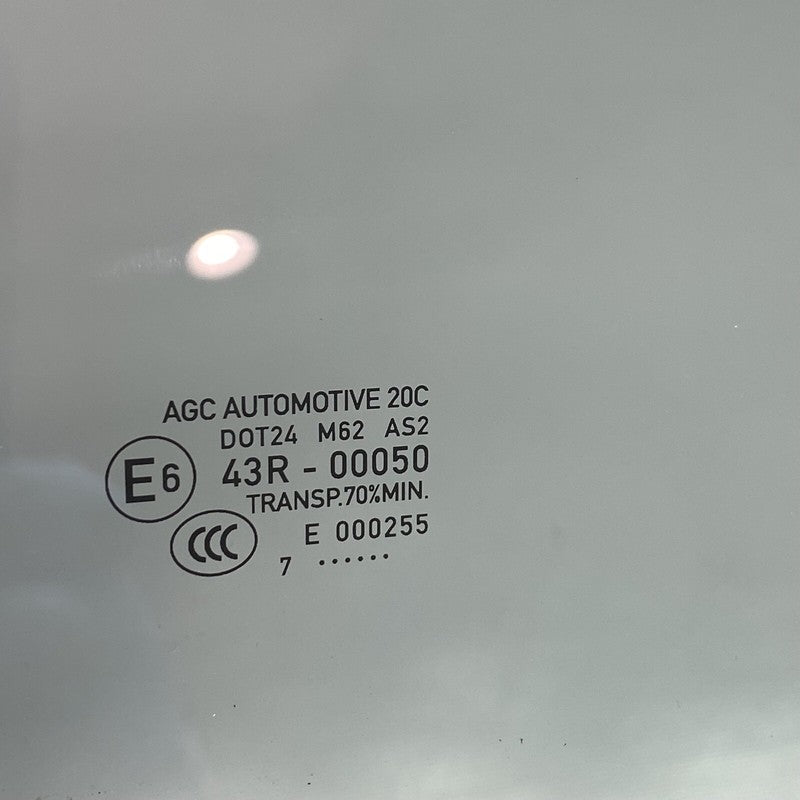 AGC AUTOMOTIVE 20C
DOT24 M62 AS2
E6 43R - 00050
TRANSP.70%MIN.
CCC E 000255
7 ······